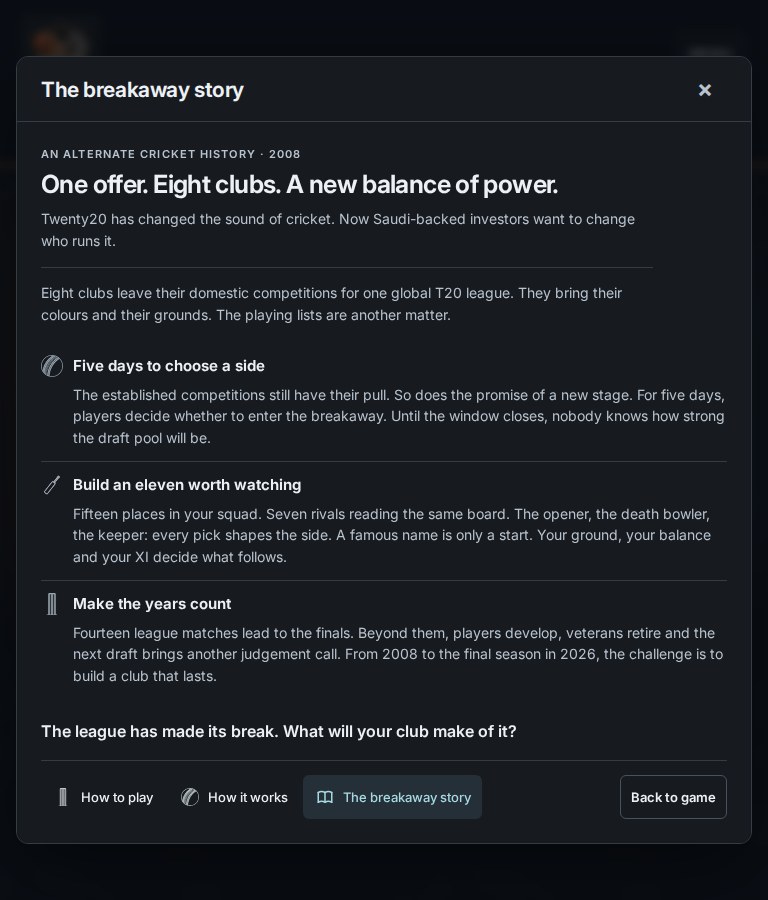 The breakaway story
AN ALTERNATE CRICKET HISTORY · 2008
One offer. Eight clubs. A new balance of power.
Twenty20 has changed the sound of cricket. Now Saudi-backed investors want to change
who runs it.
Eight clubs leave their domestic competitions for one global T20 league. They bring their
colours and their grounds. The playing lists are another matter.
Five days to choose a side
The established competitions still have their pull. So does the promise of a new stage. For five days,
players decide whether to enter the breakaway. Until the window closes, nobody knows how strong
the draft pool will be.
Build an eleven worth watching
Fifteen places in your squad. Seven rivals reading the same board. The opener, the death bowler,
the keeper: every pick shapes the side. A famous name is only a start. Your ground, your balance
and your XI decide what follows.
Make the years count
Fourteen league matches lead to the finals. Beyond them, players develop, veterans retire and the
next draft brings another judgement call. From 2008 to the final season in 2026, the challenge is to
build a club that lasts.
The league has made its break. What will your club make of it?
How to play
How it works
The breakaway story
Back to game